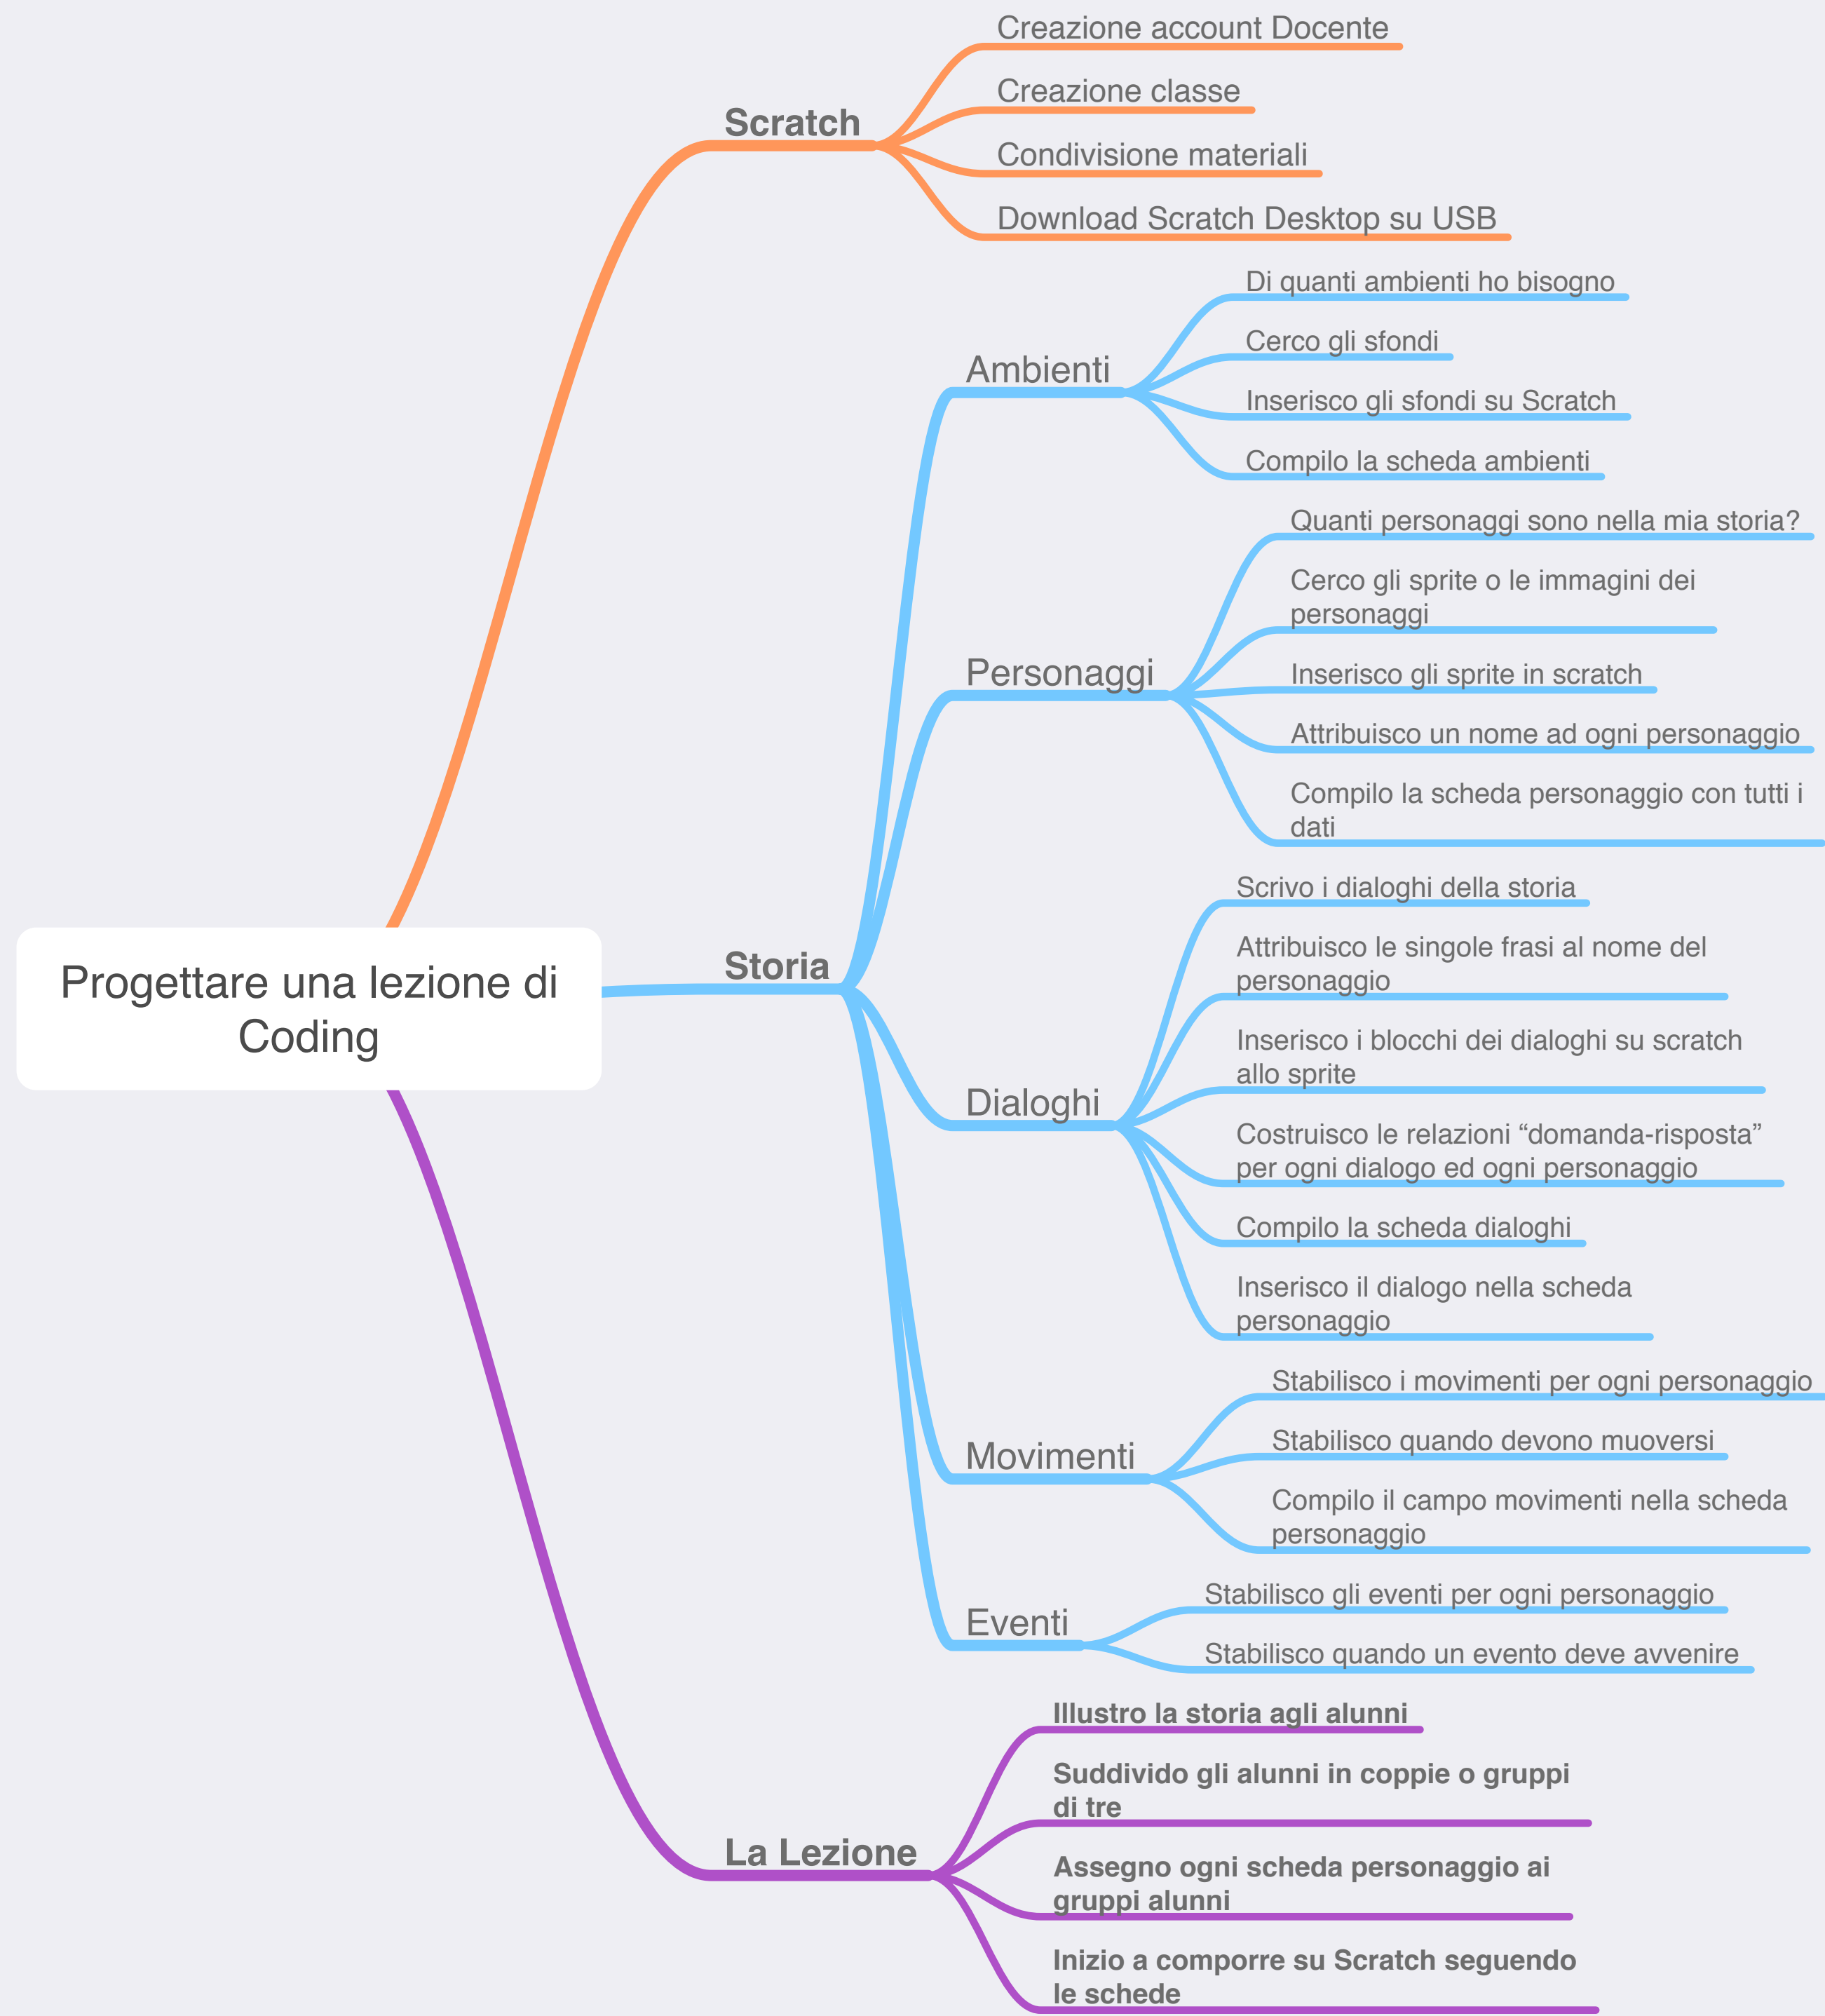 Progettare una lezione di
Coding
Scratch
Creazione account Docente
Creazione classe
Condivisione materiali
Download Scratch Desktop su USB
Storia
Ambienti
Di quanti ambienti ho bisogno
Cerco gli sfondi
Inserisco gli sfondi su Scratch
Compilo la scheda ambienti
Personaggi
Quanti personaggi sono nella mia storia?
Cerco gli sprite o le immagini dei
personaggi
Inserisco gli sprite in scratch
Attribuisco un nome ad ogni personaggio
Compilo la scheda personaggio con tutti i
dati
Dialoghi
Scrivo i dialoghi della storia
Attribuisco le singole frasi al nome del
personaggio
Inserisco i blocchi dei dialoghi su scratch
allo sprite
Costruisco le relazioni “domanda-risposta”
per ogni dialogo ed ogni personaggio
Compilo la scheda dialoghi
Inserisco il dialogo nella scheda
personaggio
Movimenti
Stabilisco i movimenti per ogni personaggio
Stabilisco quando devono muoversi
Compilo il campo movimenti nella scheda
personaggio
Eventi
Stabilisco gli eventi per ogni personaggio
Stabilisco quando un evento deve avvenire
La Lezione
Illustro la storia agli alunni
Suddivido gli alunni in coppie o gruppi
di tre
Assegno ogni scheda personaggio ai
gruppi alunni
Inizio a comporre su Scratch seguendo
le schede